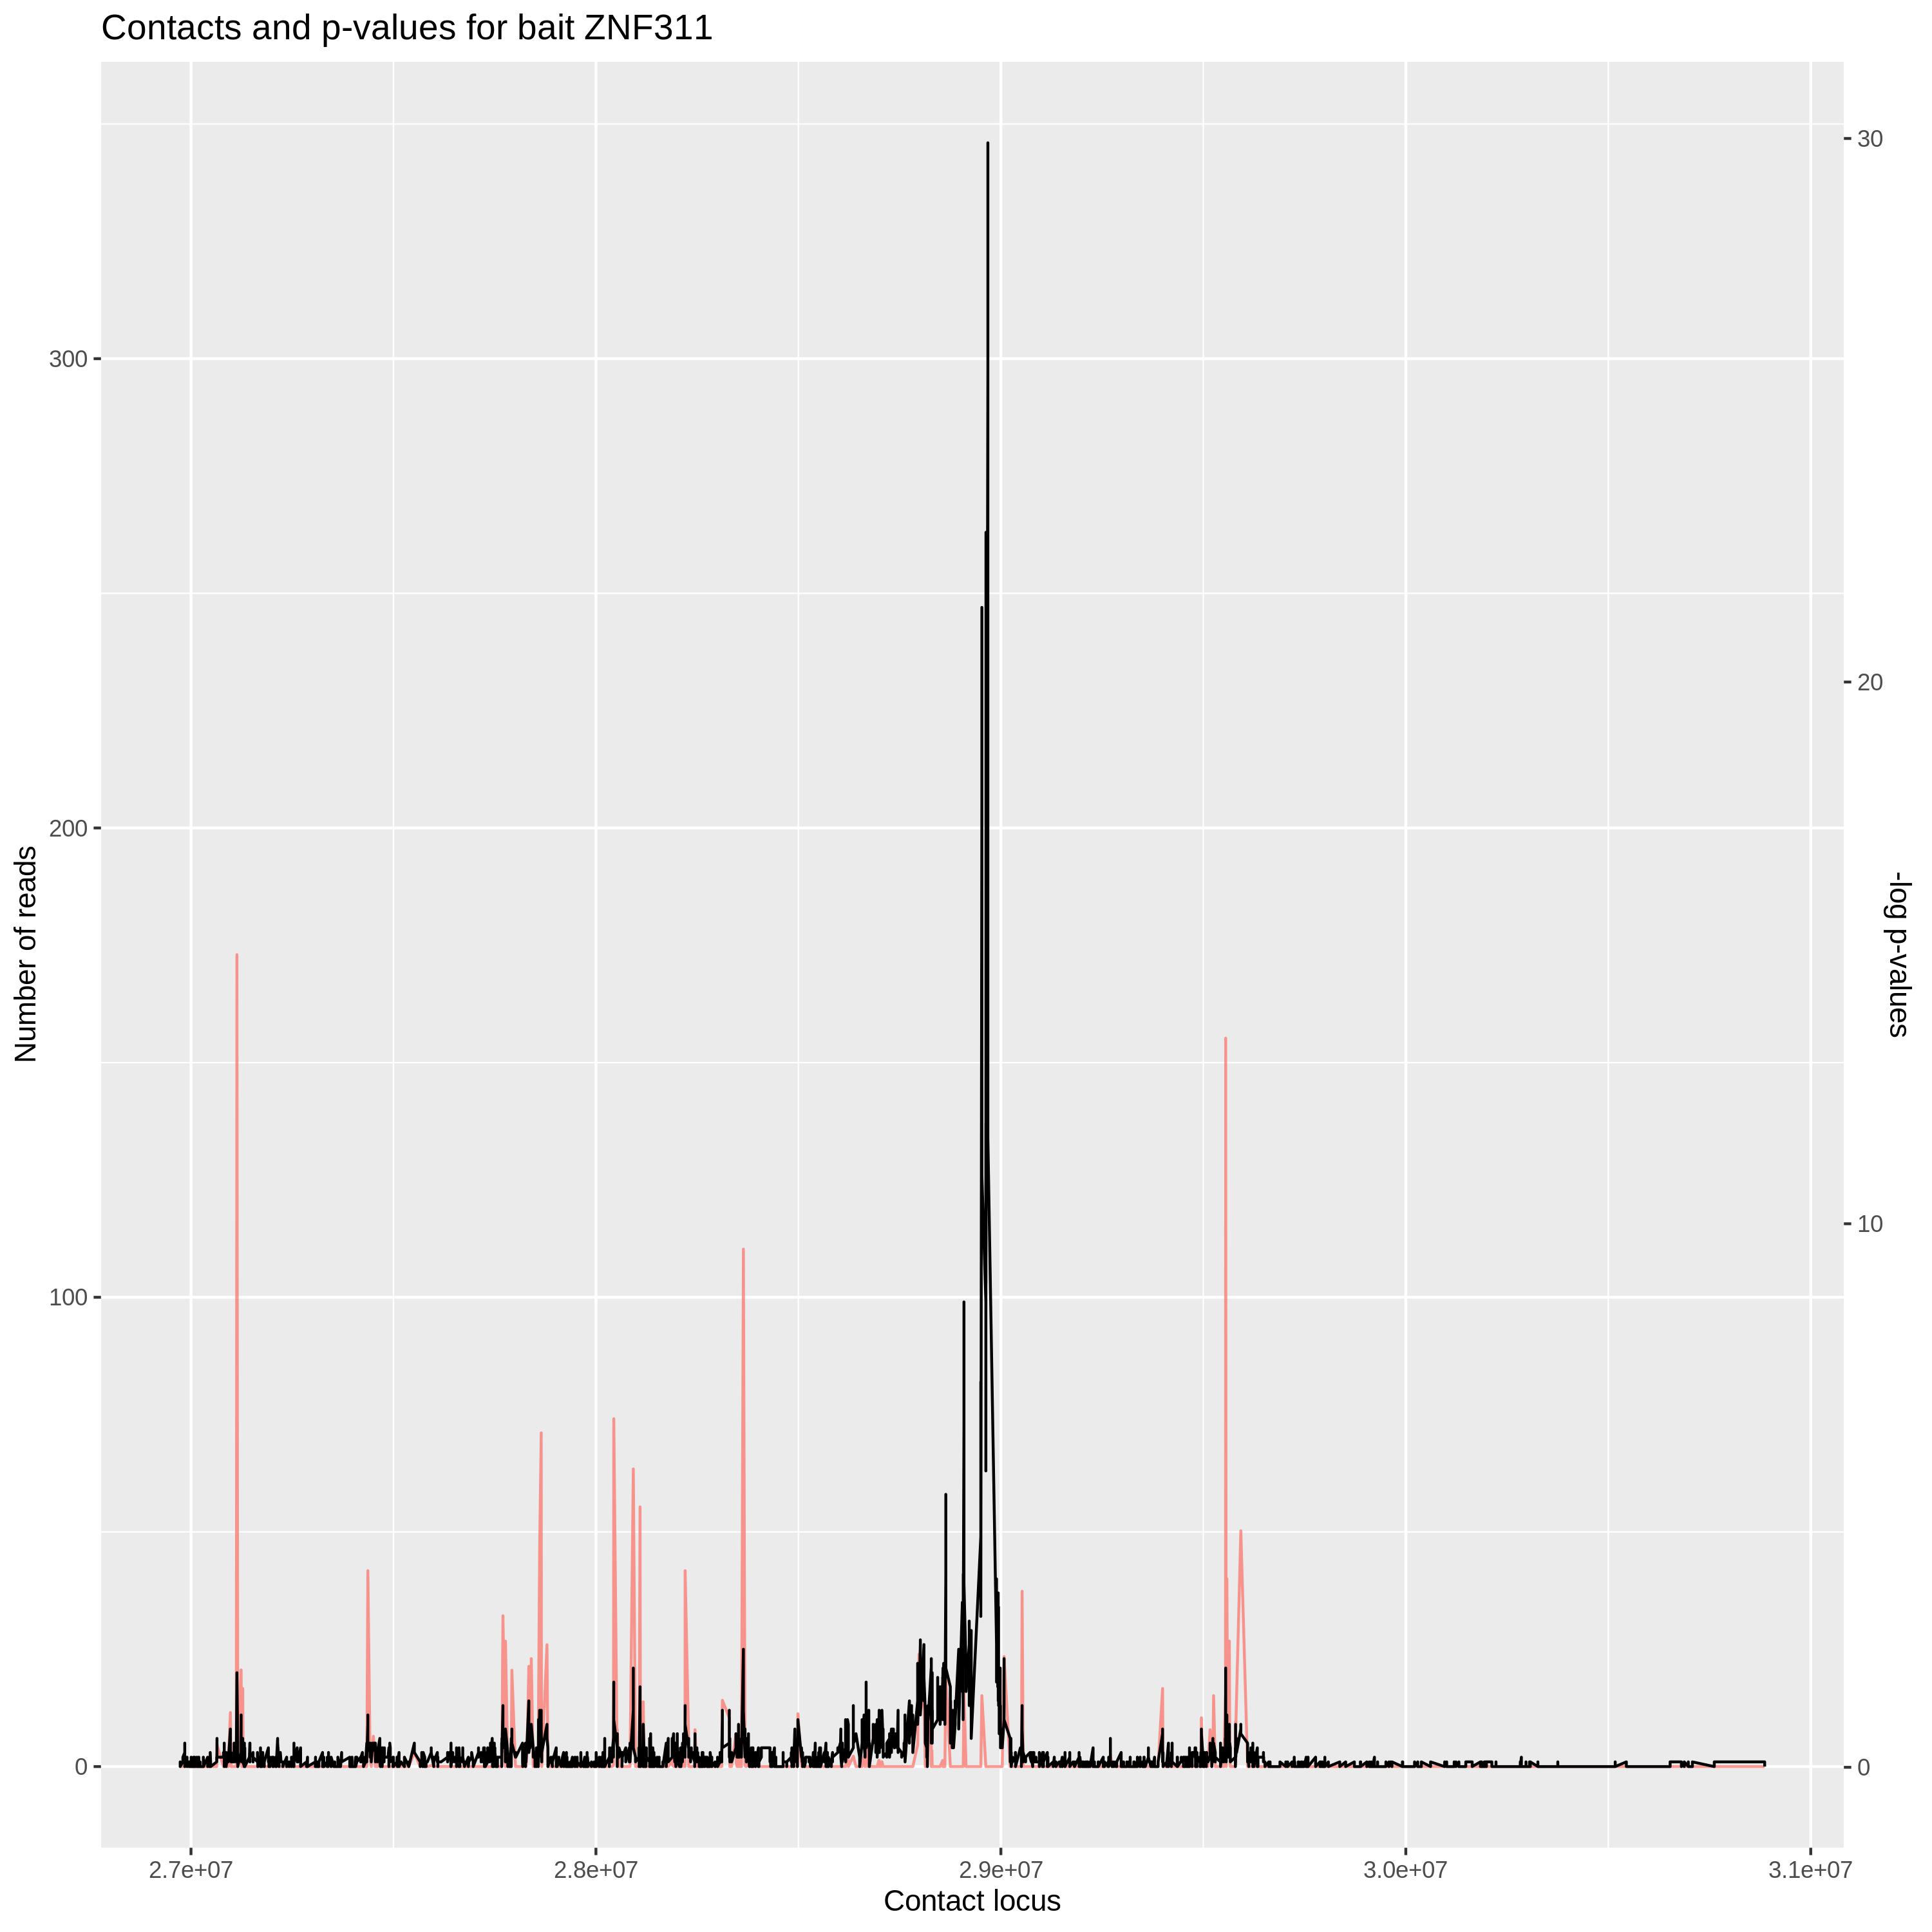 Contacts and p-values for bait ZNF311
30
300
20
200
Number of reads
-log p-values
10
100
0
0
2.7e+07 2.8e+07 2.9e+07 3.0e+07 3.1e+07
Contact locus